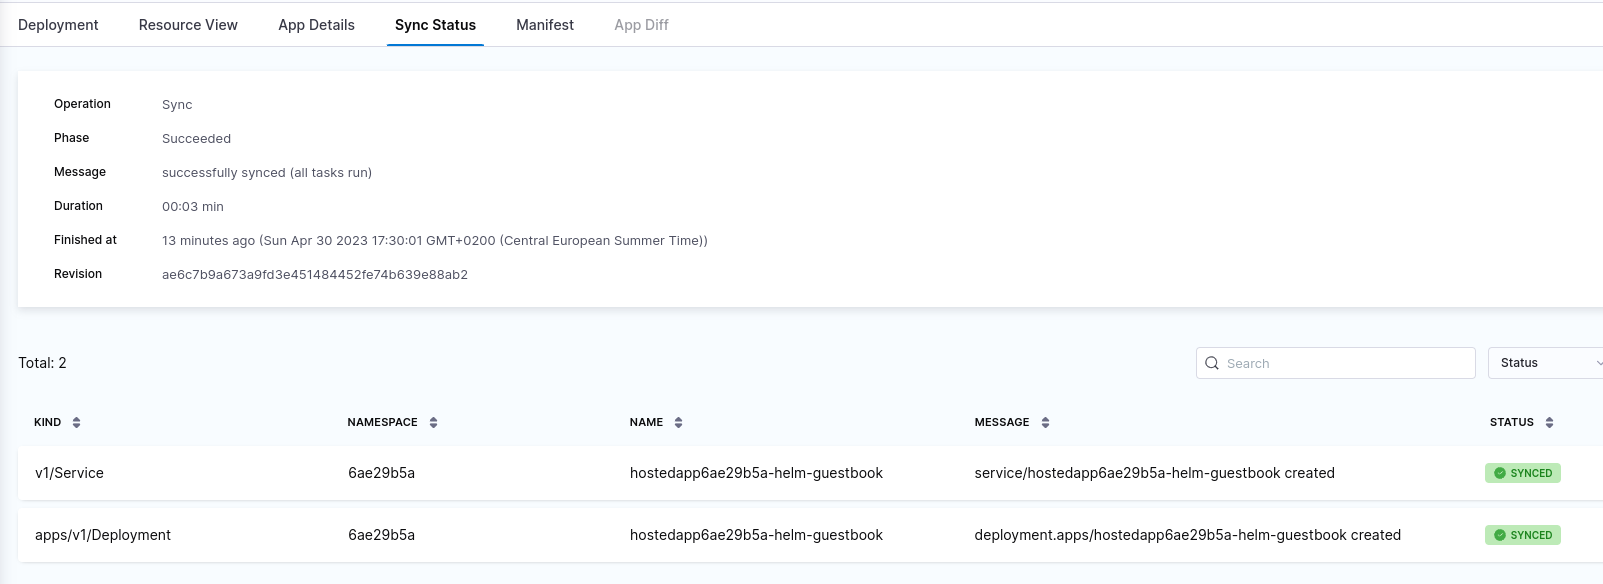 Deployment Resource View App Details Sync Status Manifest App Diff
Operation Sync
Phase Succeeded
Message successfully synced (all tasks run)
Duration 00:03 min
Finished at 13 minutes ago (Sun Apr 30 2023 17:30:01 GMT+0200 (Central European Summer Time))
Revision ae6c7b9a673a9fd3e451484452fe74b639e88ab2
Total: 2 Search Status
KIND NAMESPACE NAME MESSAGE STATUS
v1/Service 6ae29b5a hostedapp6ae29b5a-helm-guestbook service/hostedapp6ae29b5a-helm-guestbook created SYNCED
apps/v1/Deployment 6ae29b5a hostedapp6ae29b5a-helm-guestbook deployment.apps/hostedapp6ae29b5a-helm-guestbook created SYNCED